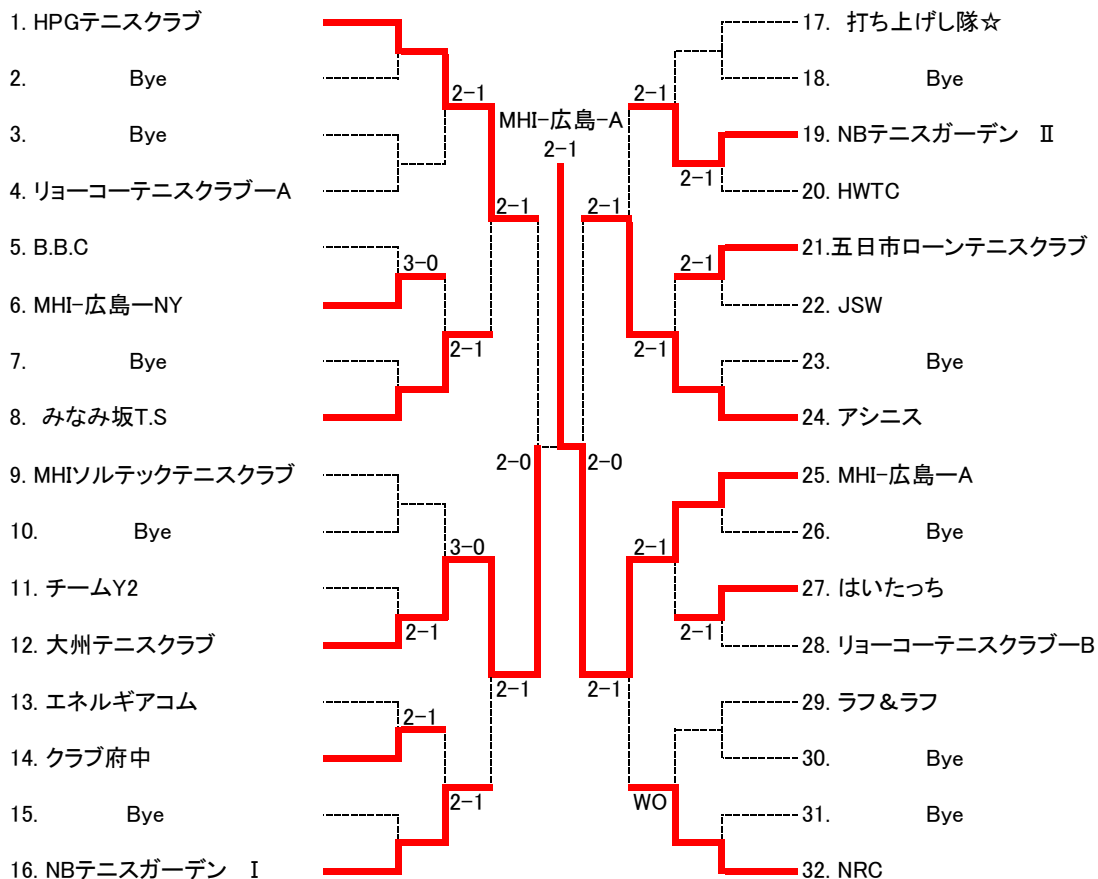 1. HPGテニスクラブ
2. Bye
3. Bye
4. リョーコーテニスクラブーA
5. B.B.C
6. MHI-広島ーNY
7. Bye
8. みなみ坂T.S
9. MHIソルテックテニスクラブ
10. Bye
11. チームY2
12. 大州テニスクラブ
13. エネルギアコム
14. クラブ府中
15. Bye
16. NBテニスガーデン Ⅰ
2-1
3-0
2-1
3-0
2-1
2-1
2-1
2-1
2-1
2-0
MHI-広島-A
2-1
2-0
2-1
2-1
2-1
2-1
2-1
2-1
2-1
2-1
WO
17. 打ち上げし隊☆
18. Bye
19. NBテニスガーデン Ⅱ
20. HWTC
21.五日市ローンテニスクラブ
22. JSW
23. Bye
24. アシニス
25. MHI-広島ーA
26. Bye
27. はいたっち
28. リョーコーテニスクラブーB
29. ラフ＆ラフ
30. Bye
31. Bye
32. NRC